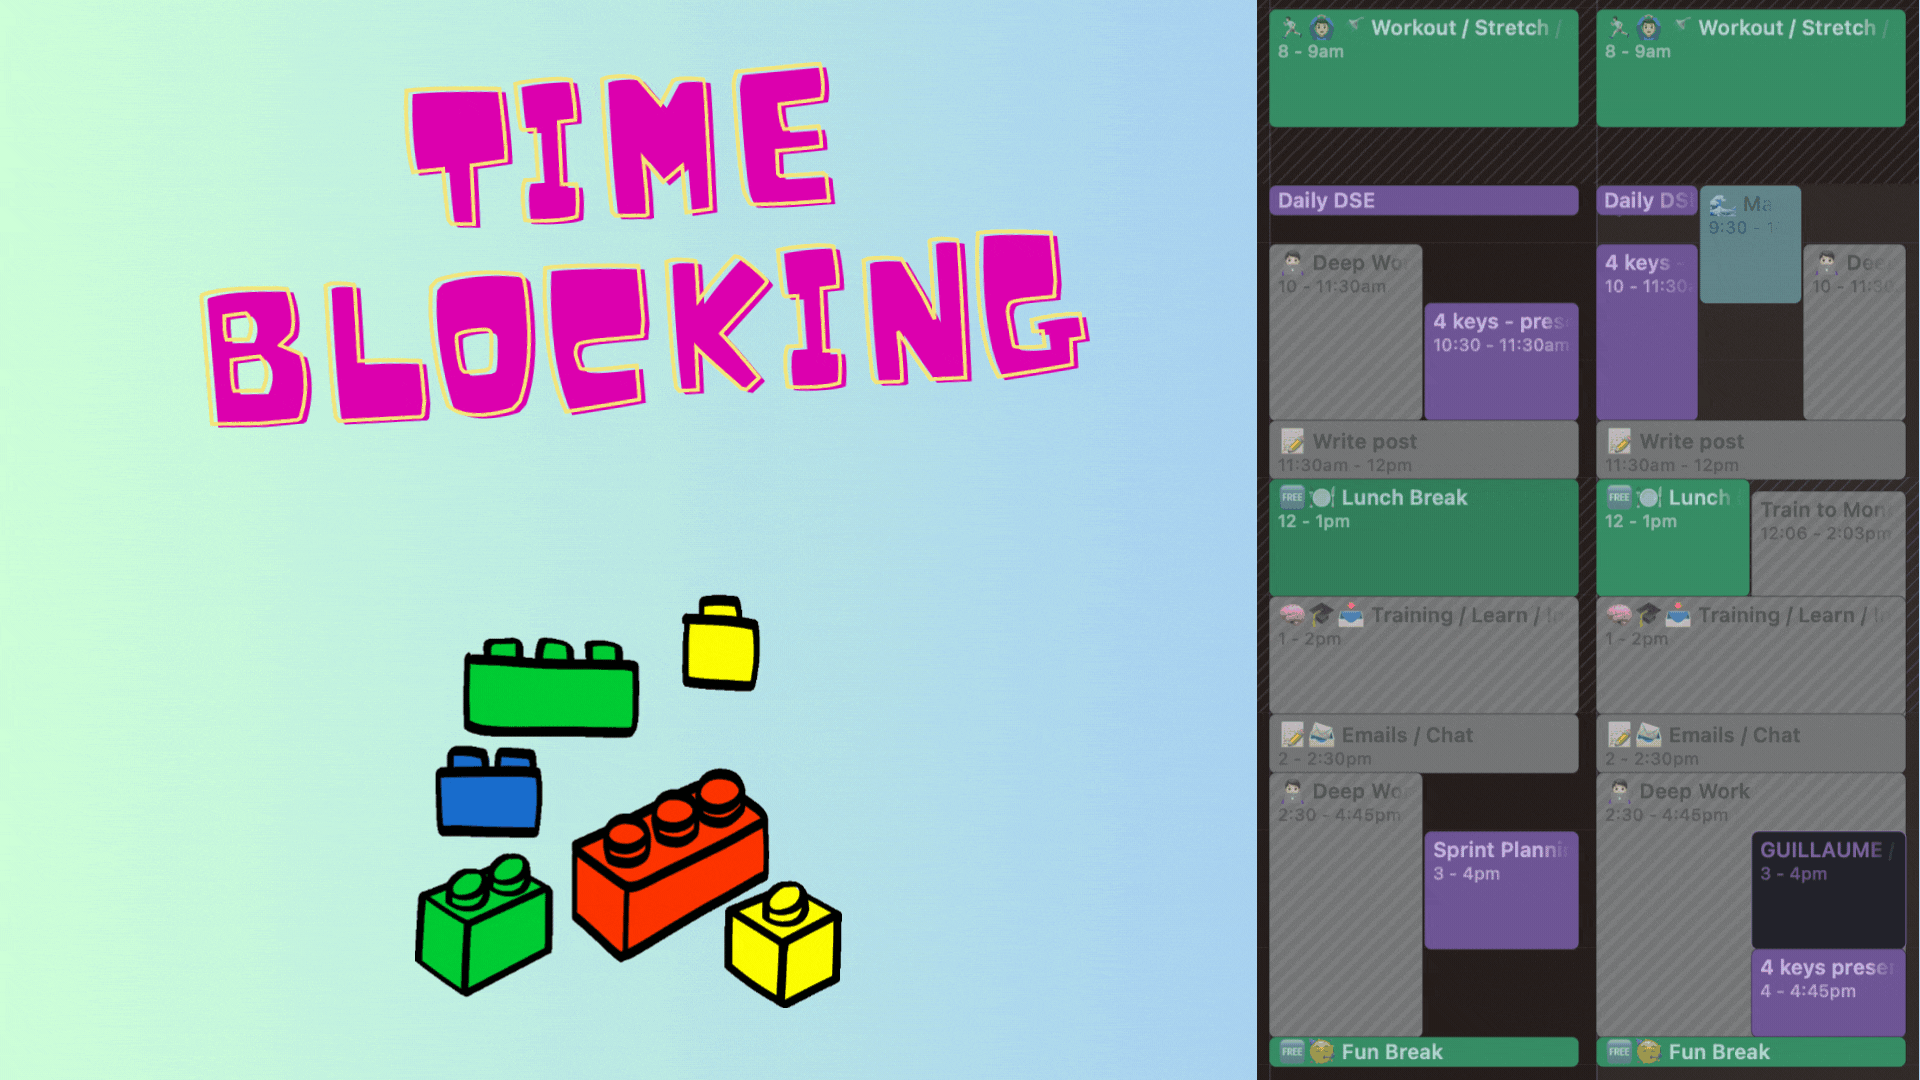 TIME
BLOCKING
Workout / Stretch /
8 - 9am
Daily DSE
Deep Wo
10 - 11:30am
4 keys - pres
10:30 - 11:30am
Write post
11:30am - 12pm
FREE Lunch Break
12 - 1pm
Training / Learn /
1 - 2pm
Emails / Chat
2 - 2:30pm
Deep Wo
2:30 - 4:45pm
Sprint Plannin
3 - 4pm
FREE Fun Break
Workout / Stretch /
8 - 9am
Daily DS
Ma
9:30 - 1
4 keys -
10 - 11:30
Dee
10 - 11:30
Write post
11:30am - 12pm
FREE Lunch
12 - 1pm
Train to Mon
12:06 - 2:03pm
Training / Learn /
1 - 2pm
Emails / Chat
2 - 2:30pm
Deep Work
2:30 - 4:45pm
GUILLAUME /
3 - 4pm
4 keys prese
4 - 4:45pm
FREE Fun Break